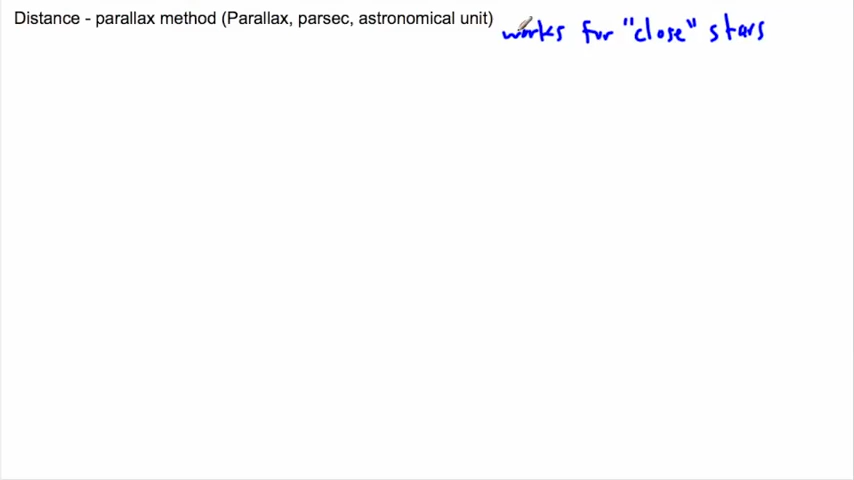 Distance - parallax method (Parallax, parsec, astronomical unit) works for "close" stars